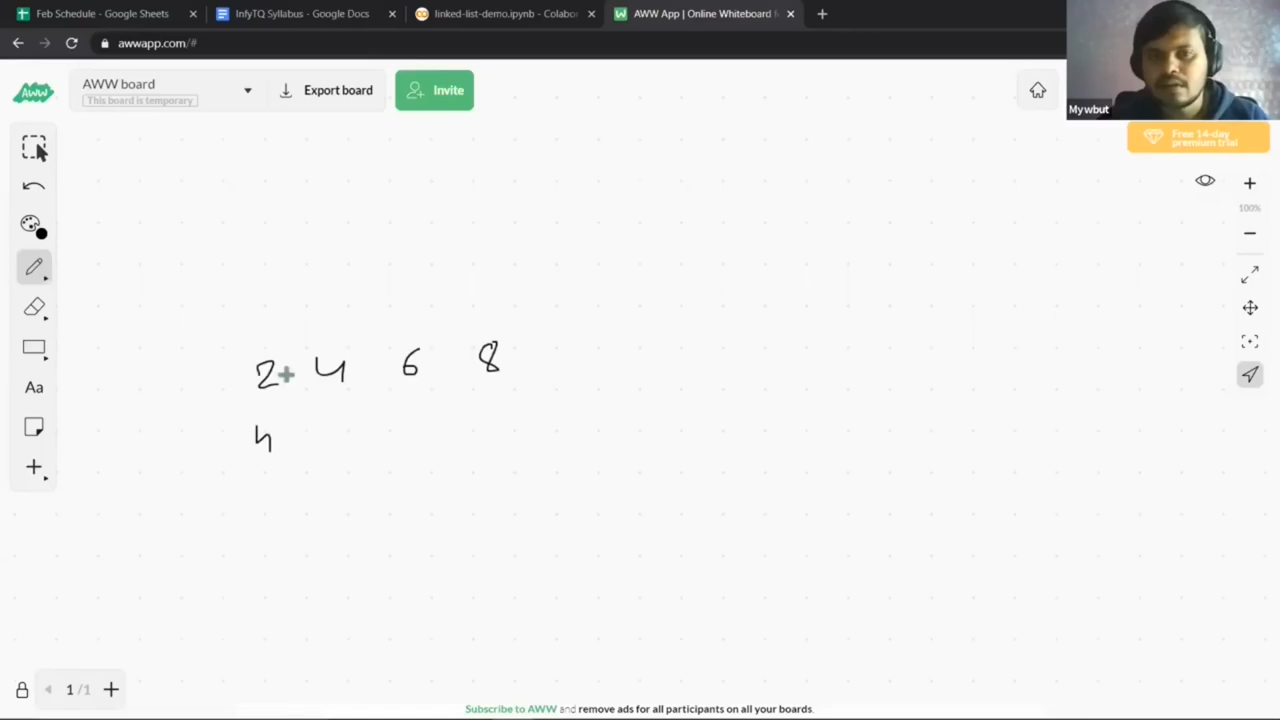 Feb Schedule - Google Sheets
InfyTQ Syllabus - Google Docs
linked-list-demo.ipynb - Colabor
AWW App | Online Whiteboard f
awwapp.com/#
Mywbut
AWW
AWW board
This board is temporary
Export board
Invite
Free 14-day
premium trial
100%
Aa
2 4 6 8
4
1 /1
Subscribe to AWW and remove ads for all participants on all your boards.